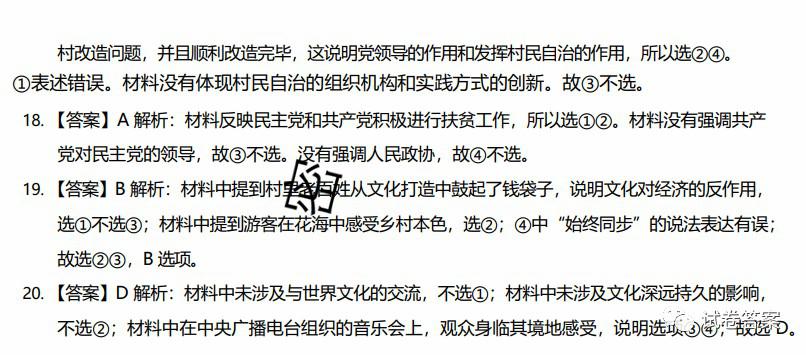 村改造问题，并且顺利改造完毕，这说明党领导的作用和发挥村民自治的作用，所以选②④。
①表述错误。材料没有体现村民自治的组织机构和实践方式的创新。故③不选。
18. 【答案】A 解析：材料反映民主党和共产党积极进行扶贫工作，所以选①②。材料没有强调共产
党对民主党的领导，故③不选。没有强调人民政协，故④不选。
19. 【答案】B 解析：材料中提到村里老百姓从文化打造中鼓起了钱袋子，说明文化对经济的反作用，
选①不选③；材料中提到游客在花海中感受乡村本色，选②；④中“始终同步”的说法表达有误；
故选②③，B 选项。
20. 【答案】D 解析：材料中未涉及与世界文化的交流，不选①；材料中未涉及文化深远持久的影响，
不选②；材料中在中央广播电台组织的音乐会上，观众身临其境地感受，说明选项③④，故选 D。
密
试卷答案